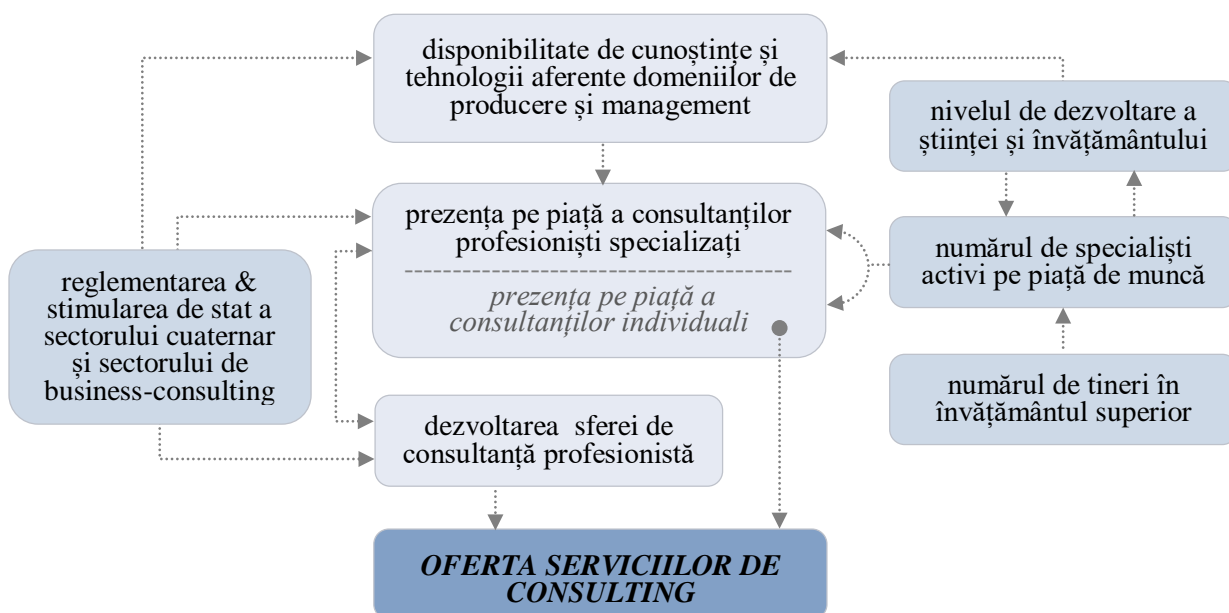 disponibilitate de cunoștințe și
tehnologii aferente domeniilor de
producere și management
nivelul de dezvoltare a
științei și învățământului
prezența pe piață a consultanților
profesioniști specializați
prezența pe piață a
consultanților individuali
numărul de specialiști
activi pe piață de muncă
reglementarea &
stimularea de stat a
sectorului cuaternar
și sectorului de
business-consulting
numărul de tineri în
învățământul superior
dezvoltarea sferei de
consultanță profesionistă
OFERTA SERVICIILOR DE
CONSULTING